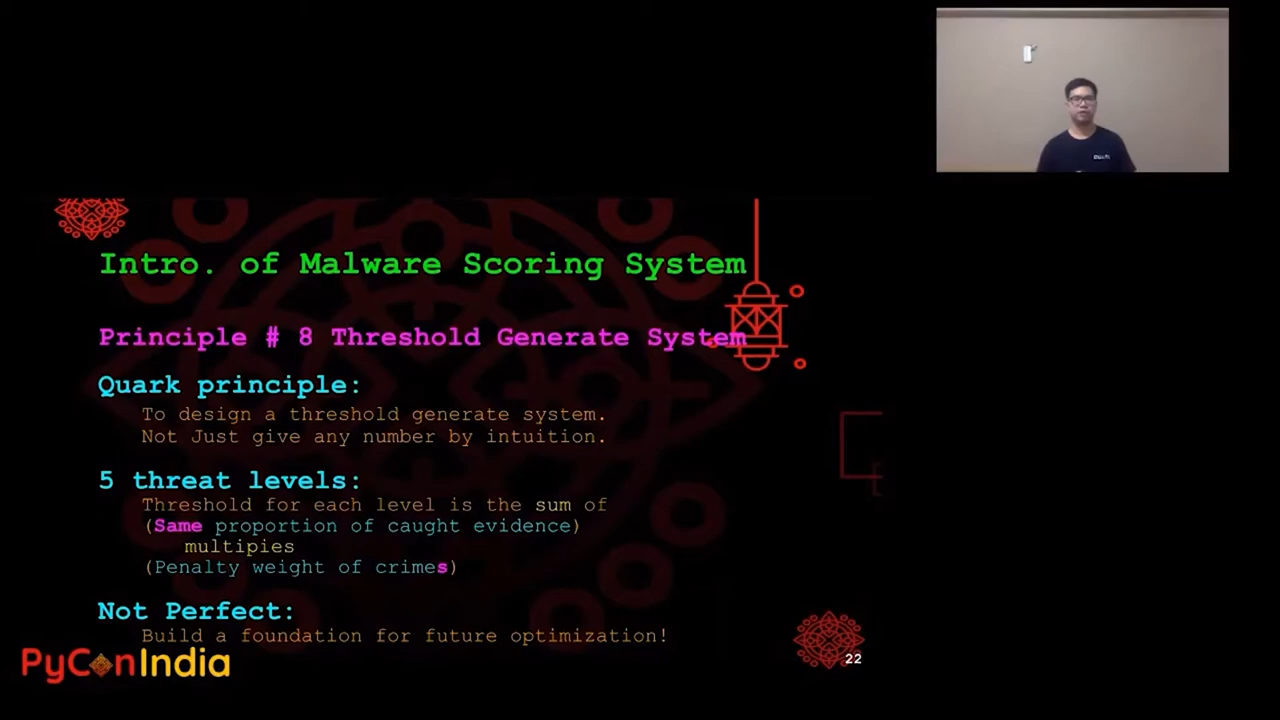 Intro. of Malware Scoring System
Principle # 8 Threshold Generate System
Quark principle:
To design a threshold generate system.
Not Just give any number by intuition.
5 threat levels:
Threshold for each level is the sum of
(Same proportion of caught evidence)
multipies
(Penalty weight of crimes)
Not Perfect:
Build a foundation for future optimization!
PyConIndia
22